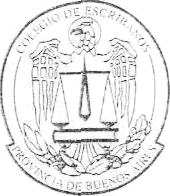 COLEGIO DE ESCRIBANOS
PROVINCIA DE BUENOS AIRES